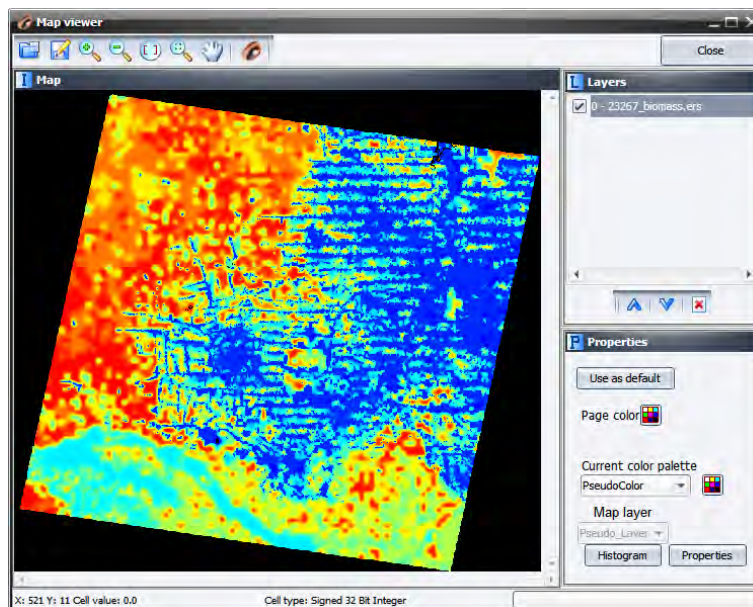 Map viewer
Close
Map
Layers
0 - 23267_biomass.ers
Properties
Use as default
Page color
Current color palette
PseudoColor
Map layer
Pseudo_Layer
Histogram
Properties
X: 521 Y: 11 Cell value: 0.0
Cell type: Signed 32 Bit Integer